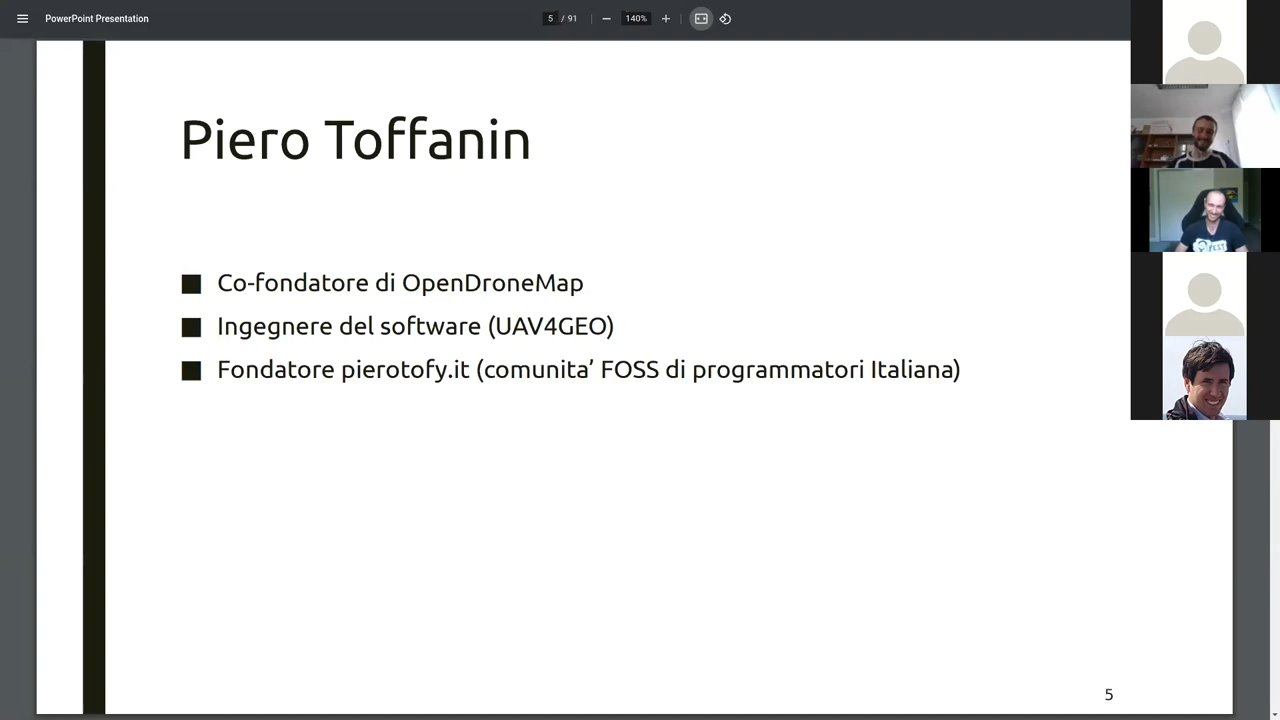 PowerPoint Presentation
5 / 91
140%
Piero Toffanin
Co-fondatore di OpenDroneMap
Ingegnere del software (UAV4GEO)
Fondatore pierotofy.it (comunita’ FOSS di programmatori Italiana)
5